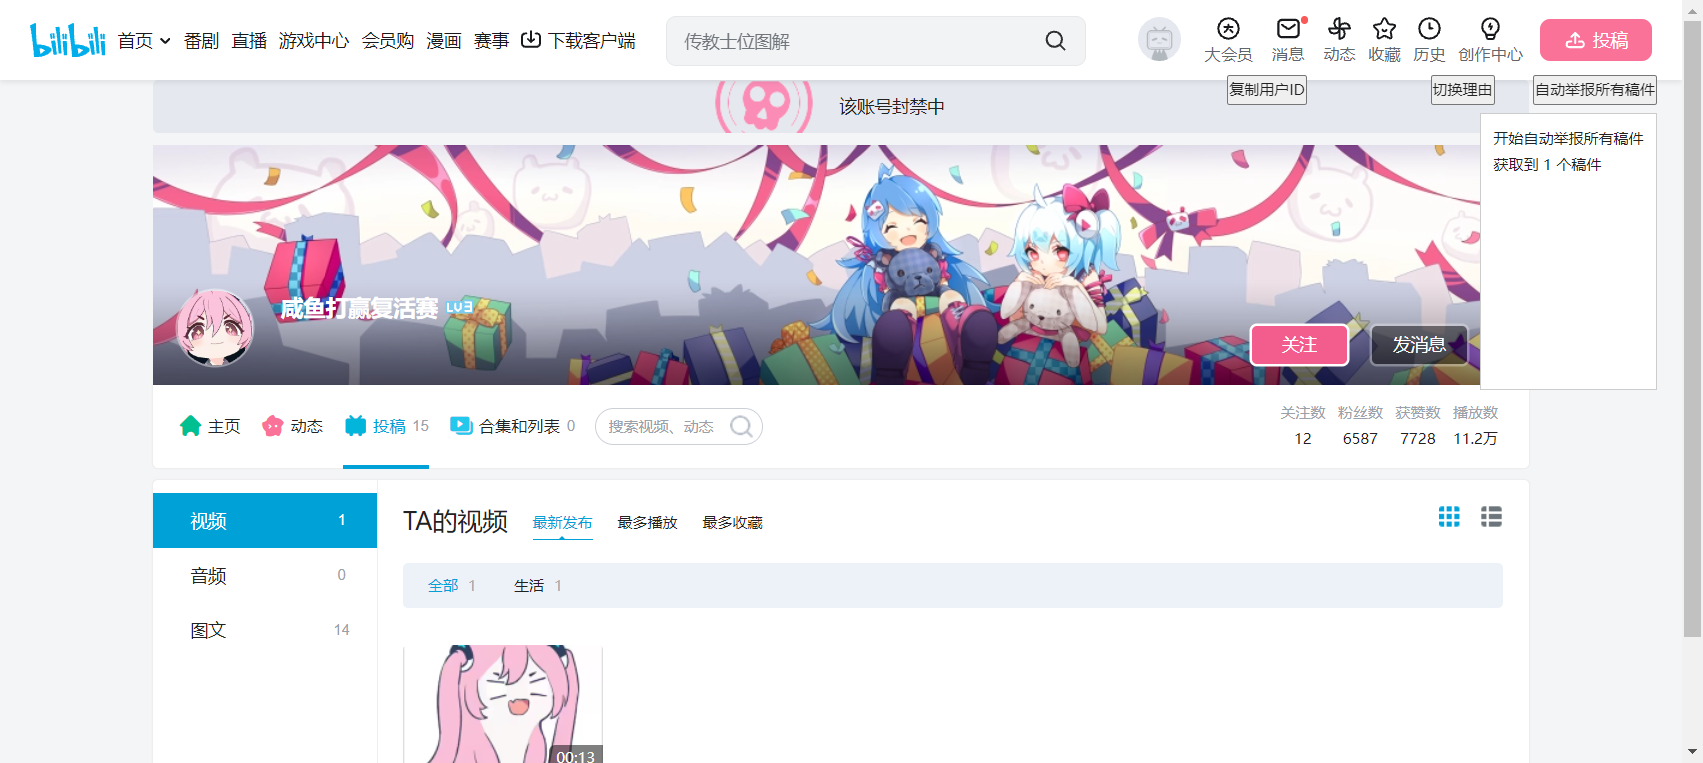 bilibili 首页 番剧 直播 游戏中心 会员购 漫画 赛事 下载客户端
传教士位图解
大会员 消息 动态 收藏 历史 创作中心
投稿
复制用户ID 切换理由 自动举报所有稿件
该账号封禁中
开始自动举报所有稿件
获取到 1 个稿件
咸鱼打赢复活赛 LV3
关注 发消息
主页 动态 投稿 15 合集和列表 0
搜索视频、动态
关注数 粉丝数 获赞数 播放数
12 6587 7728 11.2万
视频 1
音频 0
图文 14
TA的视频 最新发布 最多播放 最多收藏
全部 1 生活 1
00:13